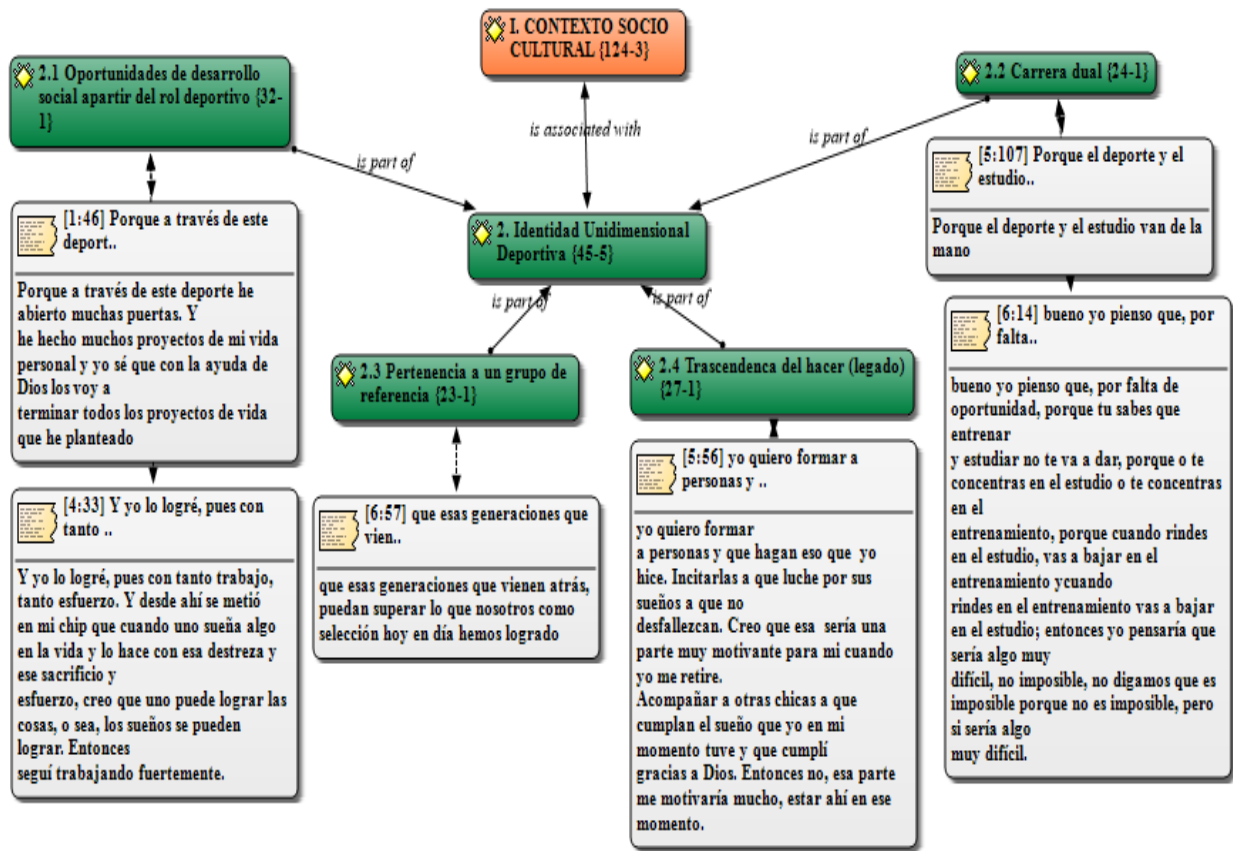 I. CONTEXTO SOCIO
CULTURAL {124-3}
2.1 Oportunidades de desarrollo
social apartir del rol deportivo {32-
1}
2.2 Carrera dual {24-1}
is associated with
is part of
is part of
2. Identidad Unidimensional
Deportiva {45-5}
is part of
is part of
[1:46] Porque a través de este
deport..
Porque a través de este deporte he
abierto muchas puertas. Y
he hecho muchos proyectos de mi vida
personal y yo sé que con la ayuda de
Dios los voy a
terminar todos los proyectos de vida
que he planteado
[4:33] Y yo lo logré, pues con
tanto ..
Y yo lo logré, pues con tanto trabajo,
tanto esfuerzo. Y desde ahí se metió
en mi chip que cuando uno sueña algo
en la vida y lo hace con esa destreza y
ese sacrificio y
esfuerzo, creo que uno puede lograr las
cosas, o sea, los sueños se pueden
lograr. Entonces
seguí trabajando fuertemente.
2.3 Pertenencia a un grupo de
referencia {23-1}
[6:57] que esas generaciones que
vien..
que esas generaciones que vienen atrás,
puedan superar lo que nosotros como
selección hoy en día hemos logrado
2.4 Trascendenca del hacer (legado)
{27-1}
[5:56] yo quiero formar a
personas y ..
yo quiero formar
a personas y que hagan eso que yo
hice. Incitarlas a que luche por sus
sueños a que no
desfallezcan. Creo que esa sería una
parte muy motivante para mi cuando
yo me retire.
Acompañar a otras chicas a que
cumplan el sueño que yo en mi
momento tuve y que cumplí
gracias a Dios. Entonces no, esa parte
me motivaría mucho, estar ahí en ese
momento.
[5:107] Porque el deporte y el
estudio..
Porque el deporte y el estudio van de la
mano
[6:14] bueno yo pienso que, por
falta..
bueno yo pienso que, por falta de
oportunidad, porque tu sabes que
entrenar
y estudiar no te va a dar, porque o te
concentras en el estudio o te concentras
en el
entrenamiento, porque cuando rindes
en el estudio, vas a bajar en el
entrenamiento ycuando
rindes en el entrenamiento vas a bajar
en el estudio; entonces yo pensaría que
sería algo muy
difícil, no imposible, no digamos que es
imposible porque no es imposible, pero
si sería algo
muy difícil.